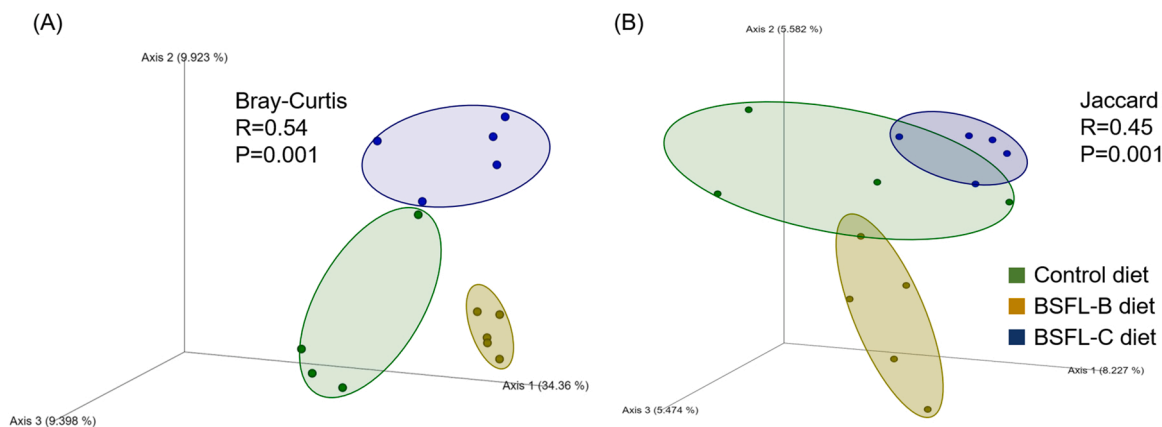 (A)
Axis 2 (9.923 %)
Bray-Curtis
R=0.54
P=0.001
Axis 1 (34.36 %)
Axis 3 (9.398 %)
(B)
Axis 2 (5.582 %)
Jaccard
R=0.45
P=0.001
Control diet
BSFL-B diet
BSFL-C diet
Axis 1 (8.227 %)
Axis 3 (5.474 %)